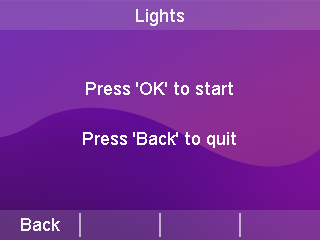 Lights
Press 'OK' to start
Press 'Back' to quit
Back